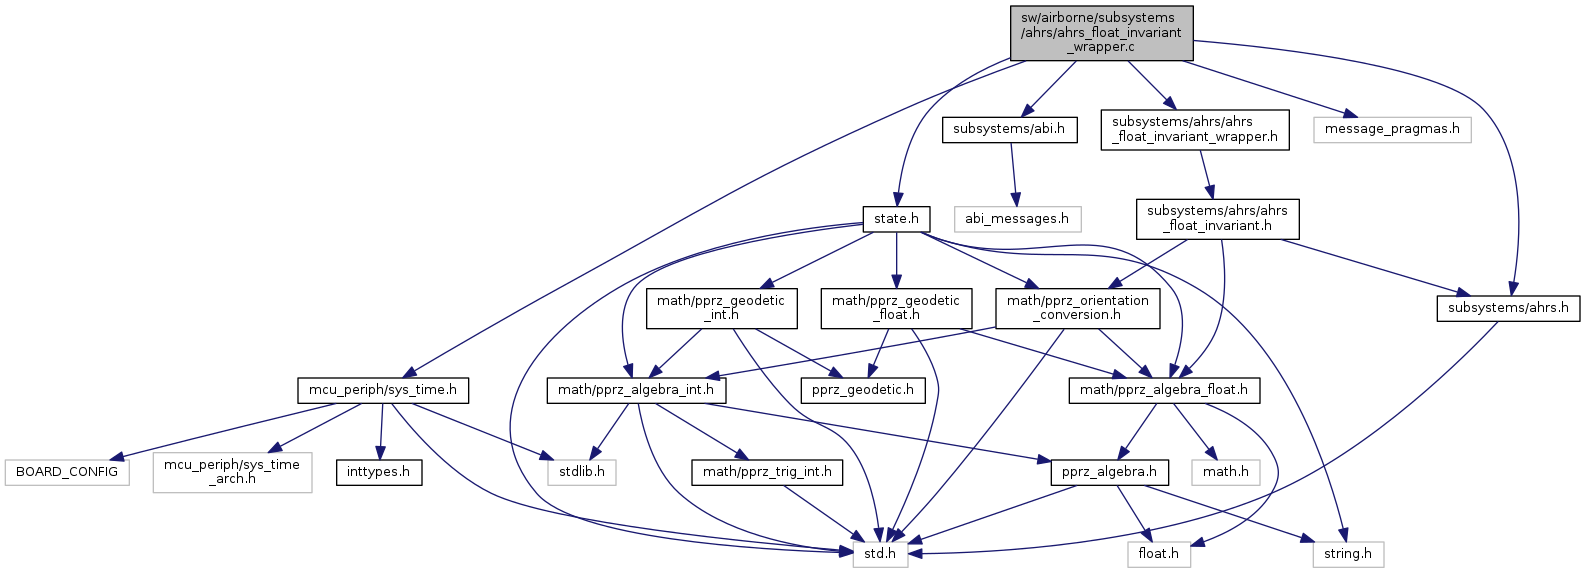 sw/airborne/subsystems
/ahrs/ahrs_float_invariant
_wrapper.c
subsystems/abi.h
subsystems/ahrs/ahrs
_float_invariant_wrapper.h
message_pragmas.h
state.h
abi_messages.h
subsystems/ahrs/ahrs
_float_invariant.h
math/pprz_geodetic
_int.h
math/pprz_geodetic
_float.h
math/pprz_orientation
_conversion.h
subsystems/ahrs.h
mcu_periph/sys_time.h
math/pprz_algebra_int.h
pprz_geodetic.h
math/pprz_algebra_float.h
BOARD_CONFIG
mcu_periph/sys_time
_arch.h
inttypes.h
stdlib.h
math/pprz_trig_int.h
pprz_algebra.h
math.h
std.h
float.h
string.h